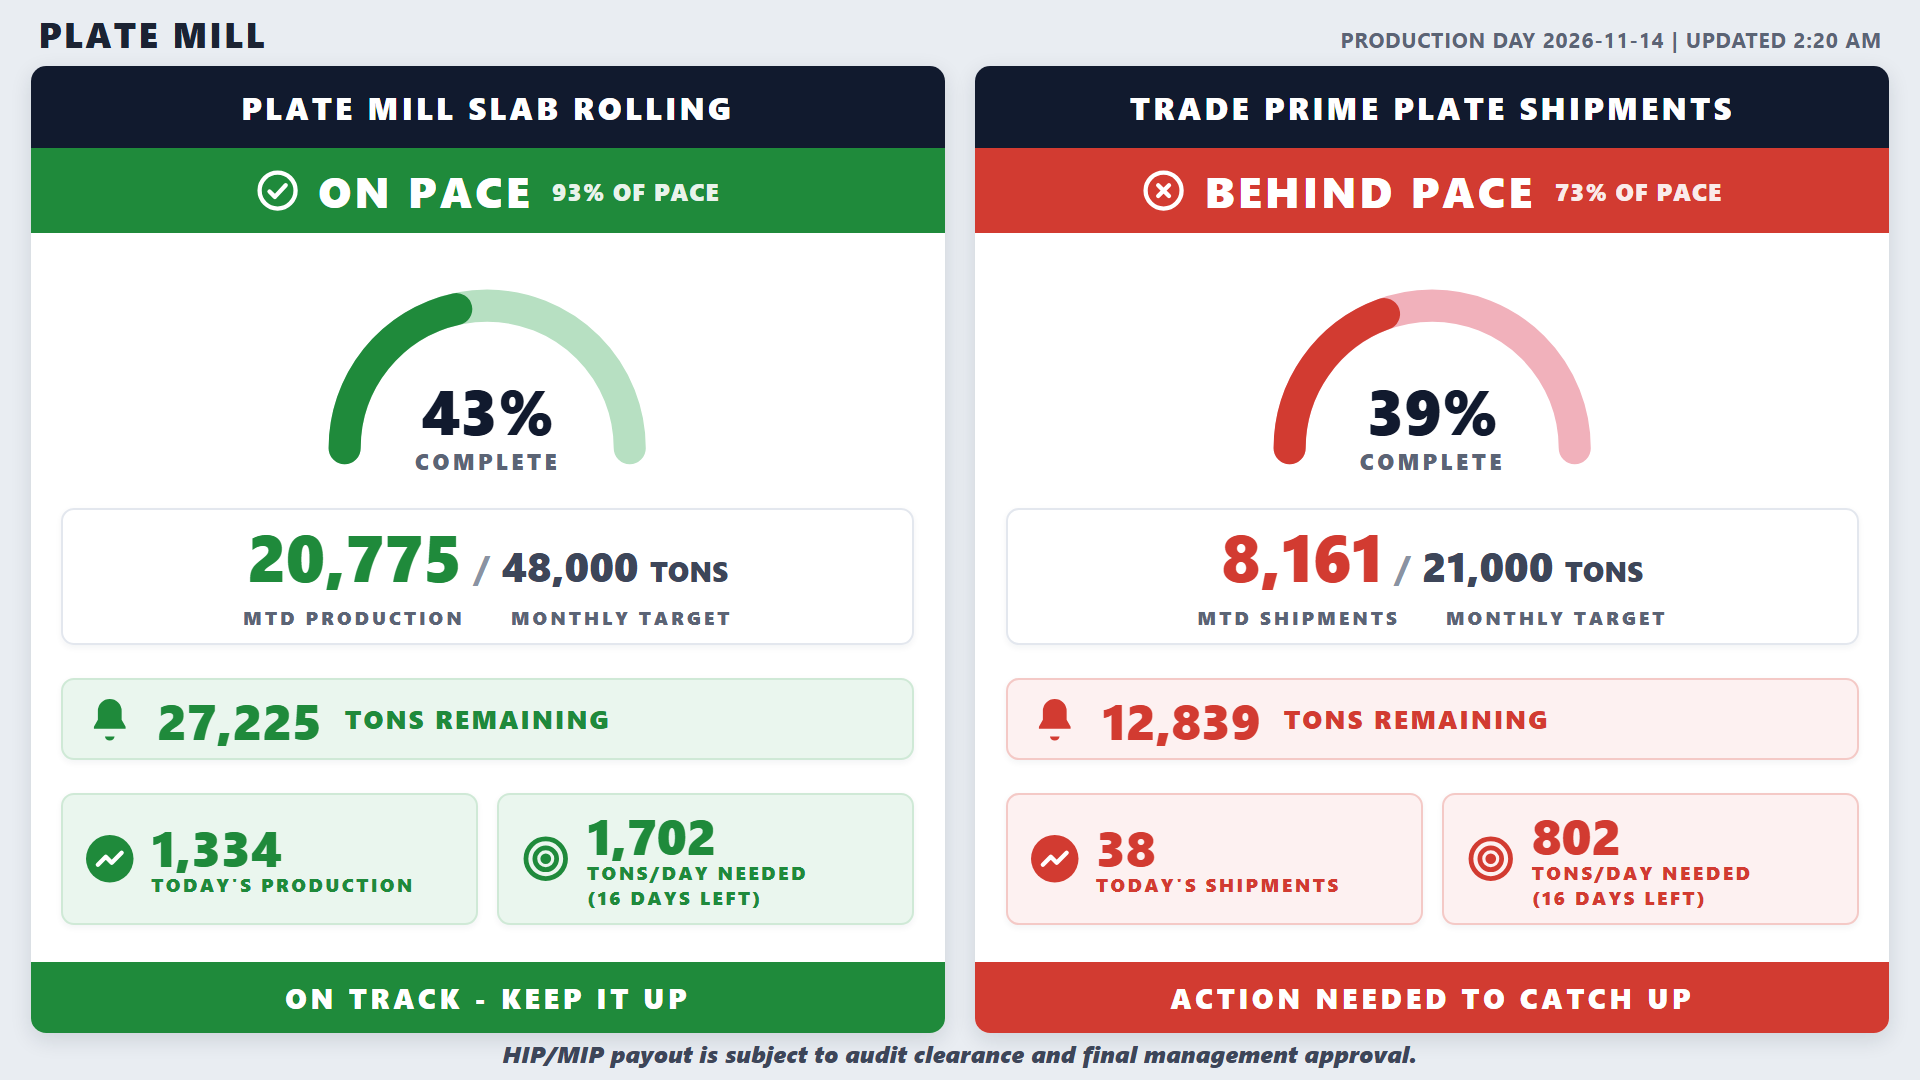 PLATE MILL
PRODUCTION DAY 2026-11-14 | UPDATED 2:20 AM
PLATE MILL SLAB ROLLING
ON PACE 93% OF PACE
43%
COMPLETE
20,775 / 48,000 TONS
MTD PRODUCTION MONTHLY TARGET
27,225 TONS REMAINING
1,334
TODAY'S PRODUCTION
1,702
TONS/DAY NEEDED
(16 DAYS LEFT)
ON TRACK - KEEP IT UP
TRADE PRIME PLATE SHIPMENTS
BEHIND PACE 73% OF PACE
39%
COMPLETE
8,161 / 21,000 TONS
MTD SHIPMENTS MONTHLY TARGET
12,839 TONS REMAINING
38
TODAY'S SHIPMENTS
802
TONS/DAY NEEDED
(16 DAYS LEFT)
ACTION NEEDED TO CATCH UP
HIP/MIP payout is subject to audit clearance and final management approval.